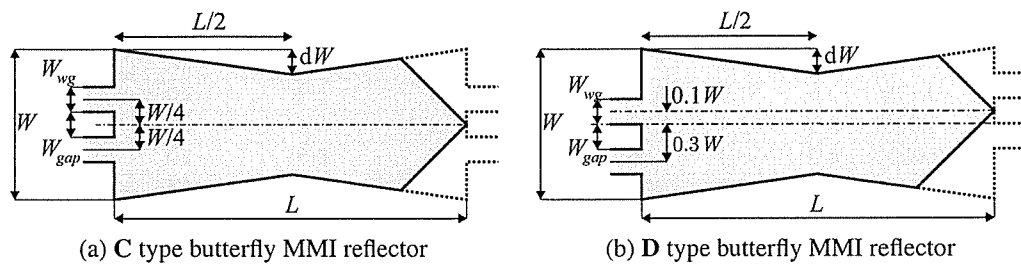 L/2
dW
W_wg
W/4
W
W/4
W_gap
L
(a) C type butterfly MMI reflector
L/2
dW
W_wg
0.1W
W
W_gap
0.3W
L
(b) D type butterfly MMI reflector